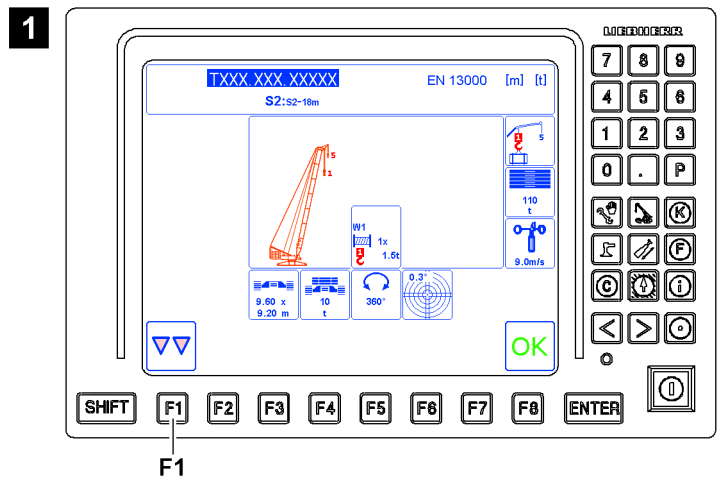 1
LIEBHERR
TXXX. XXX. XXXXX EN 13000 [m] [t]
S2:S2-18m
5
1
W1
1x
1
1.5t
1 5
110
t
9.0m/s
9.60 x
9.20 m
10
t
360°
0.3°
OK
7 8 9
4 5 6
1 2 3
0 . P
K
F
C i
< >
SHIFT F1 F2 F3 F4 F5 F6 F7 F8 ENTER
F1